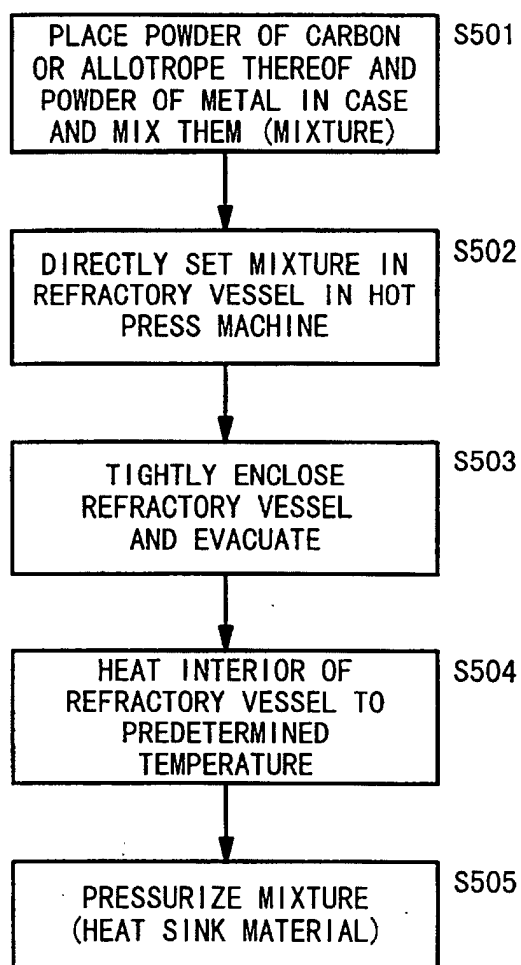 PLACE POWDER OF CARBON
OR ALLOTROPE THEREOF AND
POWDER OF METAL IN CASE
AND MIX THEM (MIXTURE)
S501
DIRECTLY SET MIXTURE IN
REFRACTORY VESSEL IN HOT
PRESS MACHINE
S502
TIGHTLY ENCLOSE
REFRACTORY VESSEL
AND EVACUATE
S503
HEAT INTERIOR OF
REFRACTORY VESSEL TO
PREDETERMINED
TEMPERATURE
S504
PRESSURIZE MIXTURE
(HEAT SINK MATERIAL)
S505